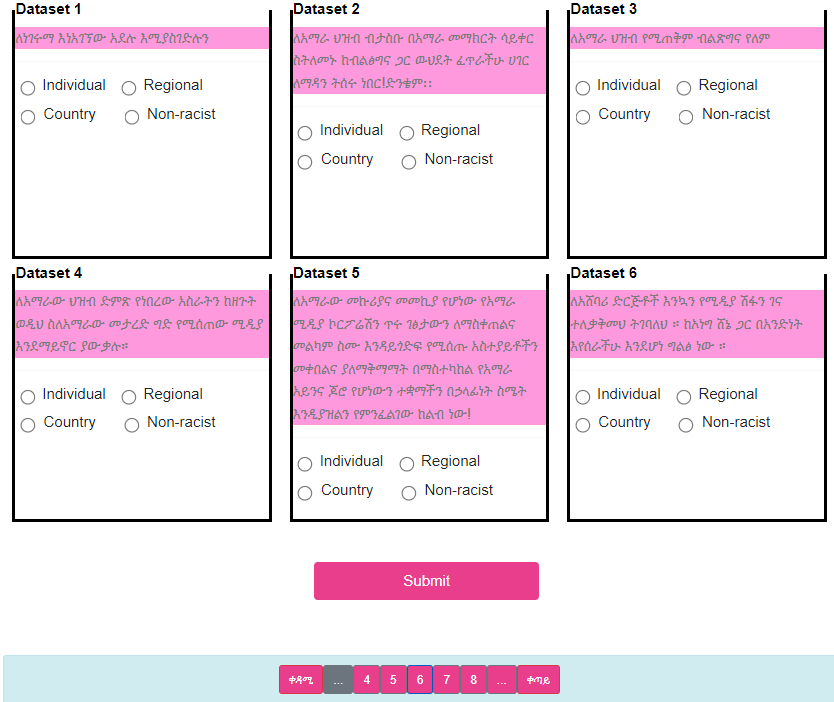 Dataset 1
ለነገሩማ እነአገኘው አደሉ እሚያስገድሉን
Individual Regional
Country Non-racist
Dataset 2
ለአማራ ህዝብ ብታስቡ በአማራ መማክርት ሳይቀር
ስትለመኑ ከብልፅግና ጋር ውህደት ፈጥራችሁ ሀገር
ለማዳን ትሰሩ ነበር!ድንቁም፡፡
Individual Regional
Country Non-racist
Dataset 3
ለአማራ ህዝብ የሚጠቅም ብልጽግና የለም
Individual Regional
Country Non-racist
Dataset 4
ለአማራው ህዝብ ድምጽ የነበረው አስራትን ከዘጉት
ወዲህ ስለአማራው መታረድ ግድ የሚሰጠው ሚዲያ
እንደማይኖር ያውቃሉ።
Individual Regional
Country Non-racist
Dataset 5
ለአማራው መኩሪያና መመኪያ የሆነው የአማራ
ሚዲያ ኮርፖሬሽን ጥሩ ገፅታውን ለማስቀጠልና
መልካም ስሙ እንዳይጎድፍ የሚሰጡ አስተያይቶችን
መቀበልና ያለማቅማማት በማስተካከል የአማራ
አይንና ጆሮ የሆነውን ተቋማችን በኃላፊነት ስሜት
እንዲያዝልን የምንፈልገው ከልብ ነው!
Individual Regional
Country Non-racist
Dataset 6
ለአሸባሪ ድርጅቶች እንኳን የሚዲያ ሽፋን ገና
ተለቃቅመህ ትገባለህ ። ከኦነግ ሸኔ ጋር በአንድነት
እየሰራችሁ እንደሆነ ግልፅ ነው ።
Individual Regional
Country Non-racist
Submit
ቀዳሚ ... 4 5 6 7 8 ... ቀጣይ